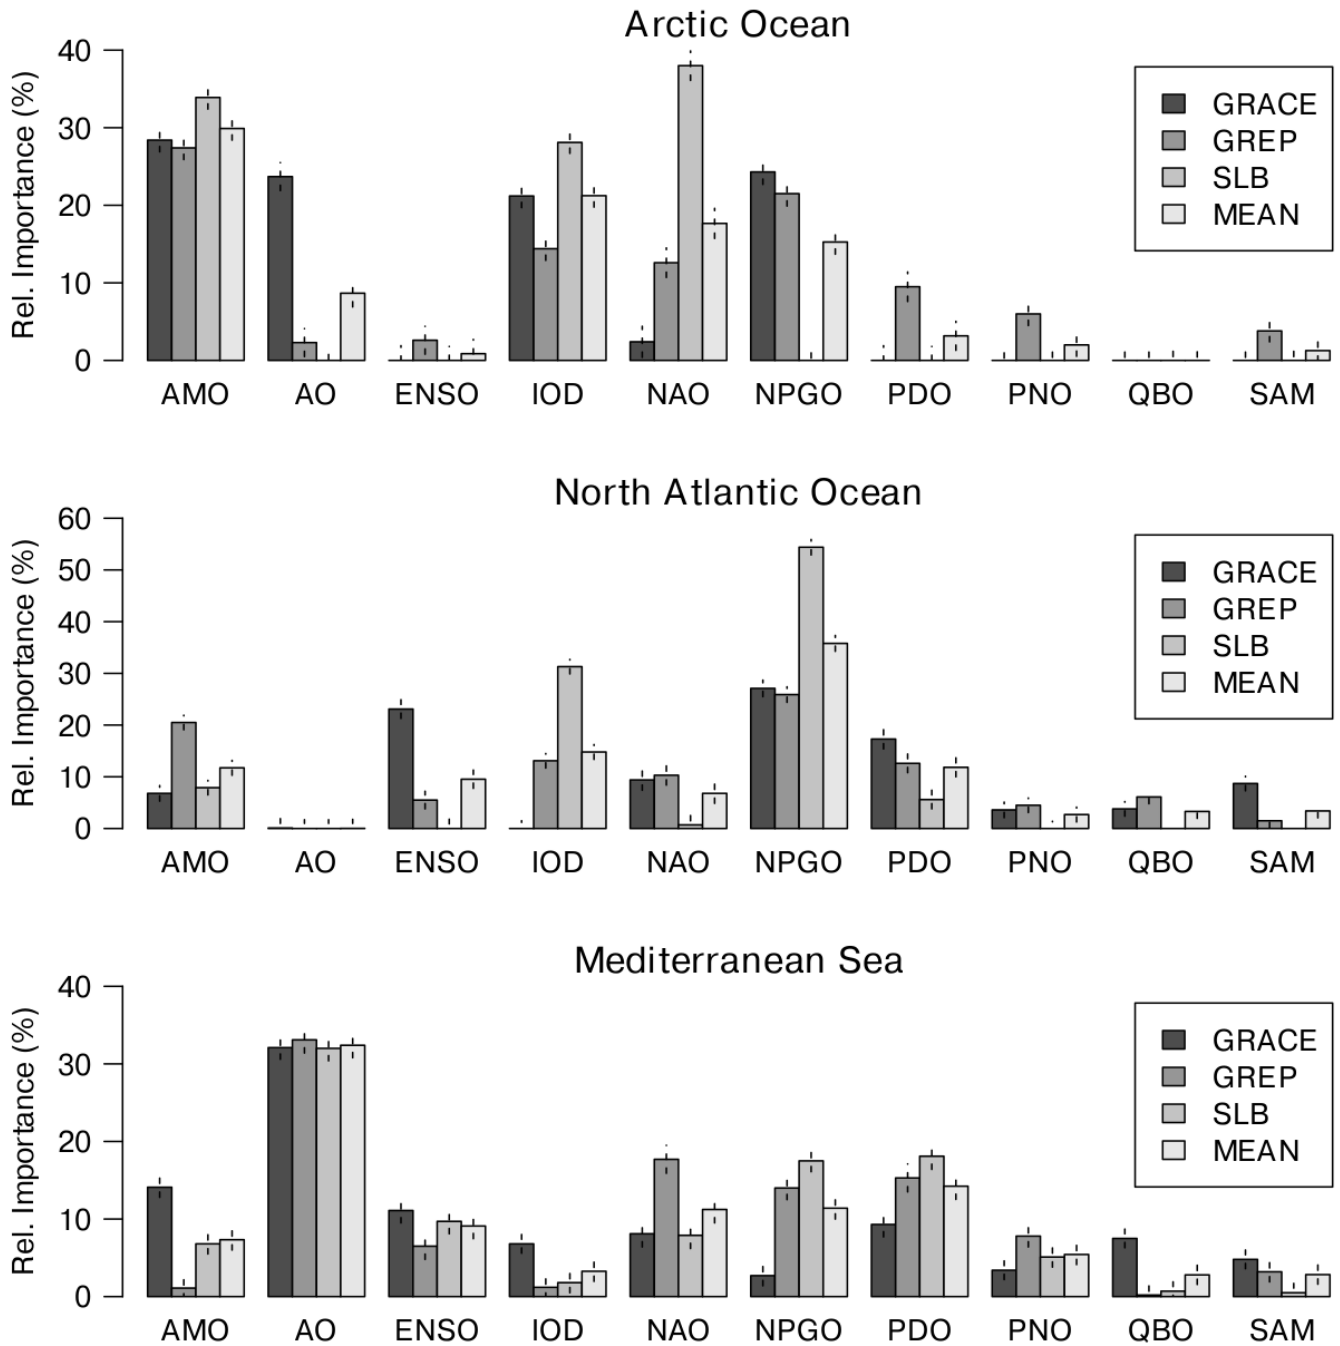 Arctic Ocean
Rel. Importance (%)
40
30
20
10
0
GRACE
GREP
SLB
MEAN
AMO AO ENSO IOD NAO NPGO PDO PNO QBO SAM
North Atlantic Ocean
Rel. Importance (%)
60
50
40
30
20
10
0
GRACE
GREP
SLB
MEAN
AMO AO ENSO IOD NAO NPGO PDO PNO QBO SAM
Mediterranean Sea
Rel. Importance (%)
40
30
20
10
0
GRACE
GREP
SLB
MEAN
AMO AO ENSO IOD NAO NPGO PDO PNO QBO SAM